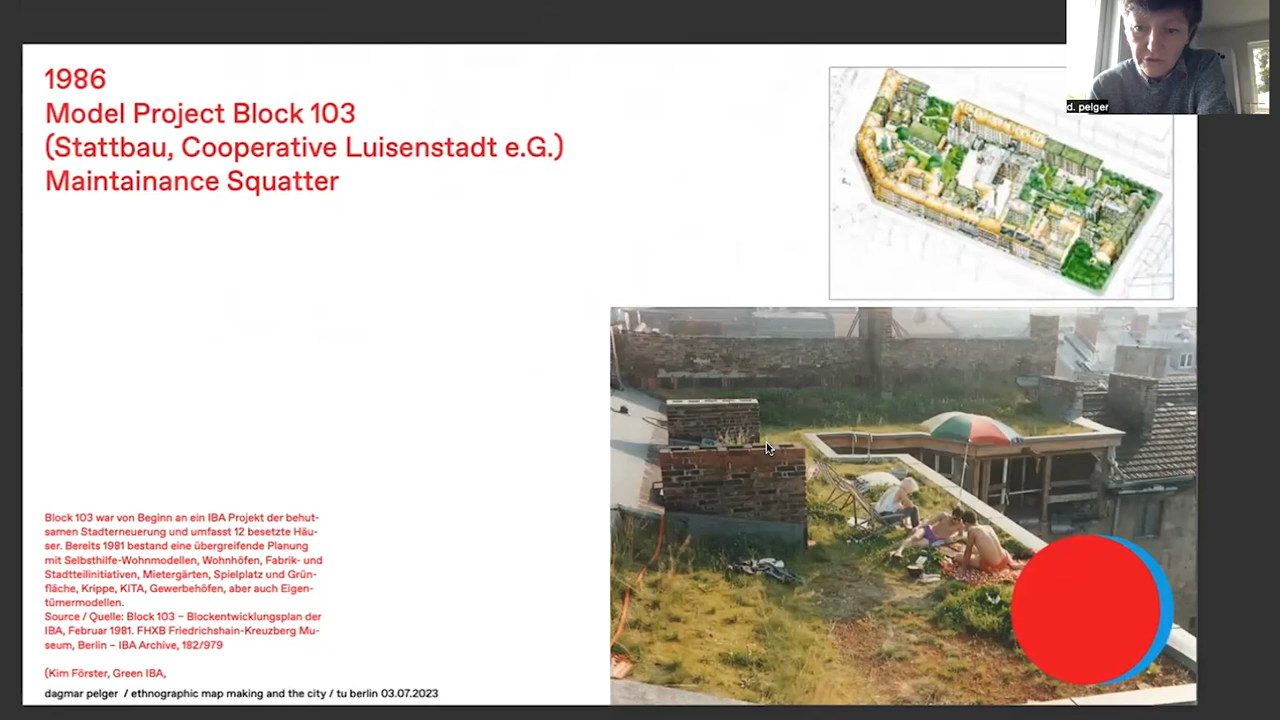 1986
Model Project Block 103
(Stattbau, Cooperative Luisenstadt e.G.)
Maintainance Squatter
d. pelger
Block 103 war von Beginn an ein IBA Projekt der behut-
samen Stadterneuerung und umfasst 12 besetzte Häu-
ser. Bereits 1981 bestand eine übergreifende Planung
mit Selbsthilfe-Wohnmodellen, Wohnhöfen, Fabrik- und
Stadtteilinitiativen, Mietergärten, Spielplatz und Grün-
fläche, Krippe, KITA, Gewerbehöfen, aber auch Eigen-
tümermodellen.
Source / Quelle: Block 103 – Blockentwicklungsplan der
IBA, Februar 1981. FHXB Friedrichshain-Kreuzberg Mu-
seum, Berlin – IBA Archive, 182/979
(Kim Förster, Green IBA,
dagmar pelger / ethnographic map making and the city / tu berlin 03.07.2023